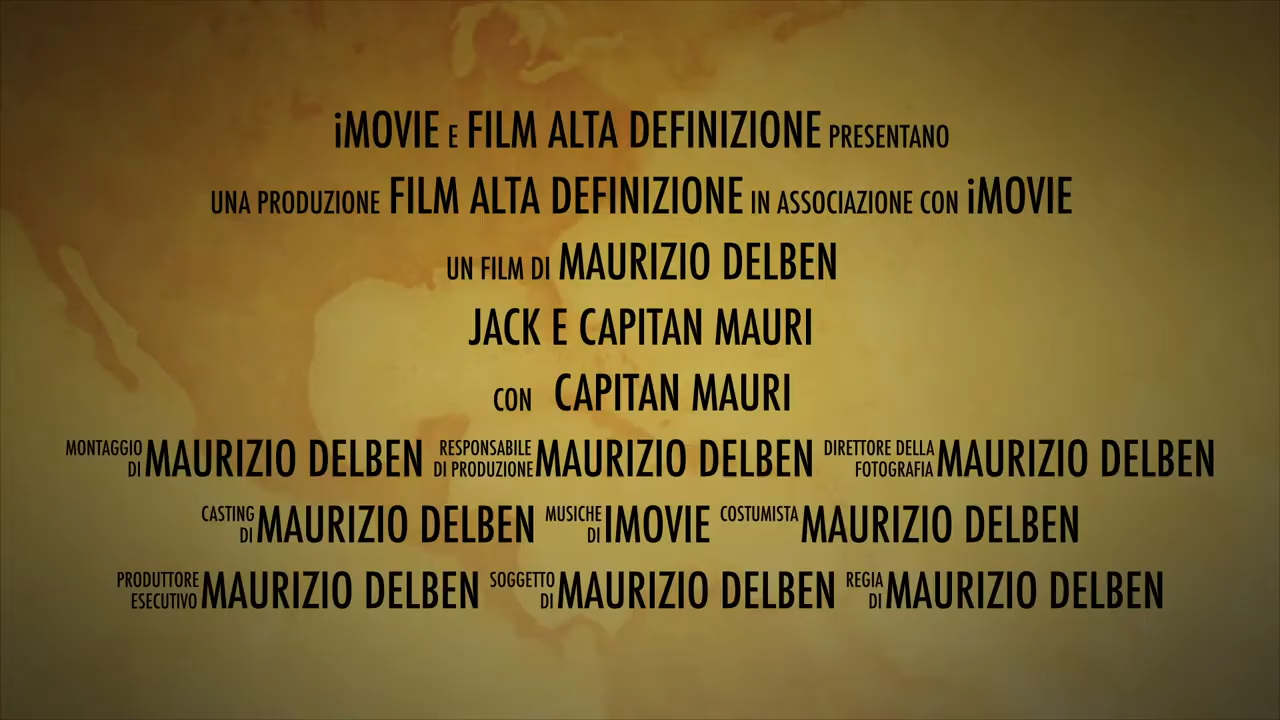 iMOVIE E FILM ALTA DEFINIZIONE PRESENTANO
UNA PRODUZIONE FILM ALTA DEFINIZIONE IN ASSOCIAZIONE CON iMOVIE
UN FILM DI MAURIZIO DELBEN
JACK E CAPITAN MAURI
CON CAPITAN MAURI
MONTAGGIO DI MAURIZIO DELBEN RESPONSABILE DI PRODUZIONE MAURIZIO DELBEN DIRETTORE DELLA FOTOGRAFIA MAURIZIO DELBEN
CASTING DI MAURIZIO DELBEN MUSICHE DI IMOVIE COSTUMISTA MAURIZIO DELBEN
PRODUTTORE ESECUTIVO MAURIZIO DELBEN SOGGETTO DI MAURIZIO DELBEN REGIA DI MAURIZIO DELBEN